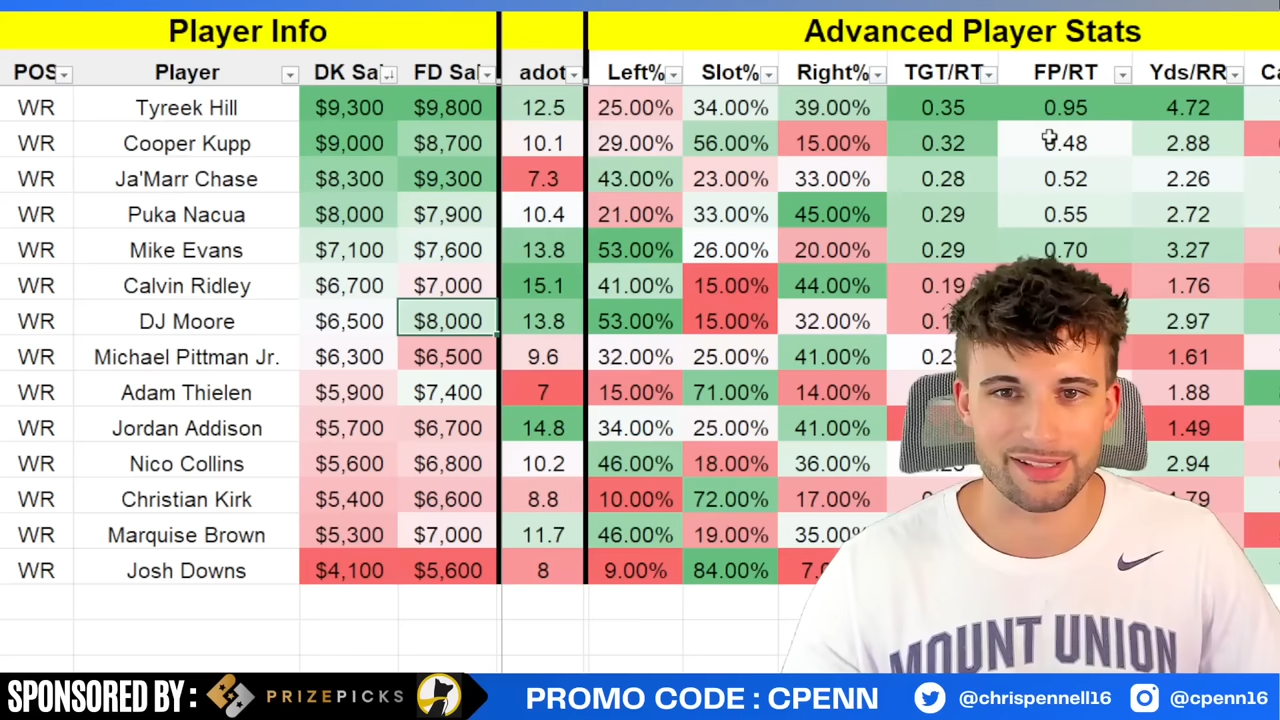 Player Info Advanced Player Stats
POS Player DK Sal FD Sal adot Left% Slot% Right% TGT/RT FP/RT Yds/RR Ca
WR Tyreek Hill $9,300 $9,800 12.5 25.00% 34.00% 39.00% 0.35 0.95 4.72
WR Cooper Kupp $9,000 $8,700 10.1 29.00% 56.00% 15.00% 0.32 0.48 2.88
WR Ja'Marr Chase $8,300 $9,300 7.3 43.00% 23.00% 33.00% 0.28 0.52 2.26
WR Puka Nacua $8,000 $7,900 10.4 21.00% 33.00% 45.00% 0.29 0.55 2.72
WR Mike Evans $7,100 $7,600 13.8 53.00% 26.00% 20.00% 0.29 0.70 3.27
WR Calvin Ridley $6,700 $7,000 15.1 41.00% 15.00% 44.00% 0.19 1.76
WR DJ Moore $6,500 $8,000 13.8 53.00% 15.00% 32.00% 2.97
WR Michael Pittman Jr. $6,300 $6,500 9.6 32.00% 25.00% 41.00% 1.61
WR Adam Thielen $5,900 $7,400 7 15.00% 71.00% 14.00% 1.88
WR Jordan Addison $5,700 $6,700 14.8 34.00% 25.00% 41.00% 1.49
WR Nico Collins $5,600 $6,800 10.2 46.00% 18.00% 36.00% 2.94
WR Christian Kirk $5,400 $6,600 8.8 10.00% 72.00% 17.00% 1.79
WR Marquise Brown $5,300 $7,000 11.7 46.00% 19.00% 35.00%
WR Josh Downs $4,100 $5,600 8 9.00% 84.00%
MOUNT UNION
SPONSORED BY : PRIZEPICKS PROMO CODE : CPENN @chrispennell16 @cpenn16